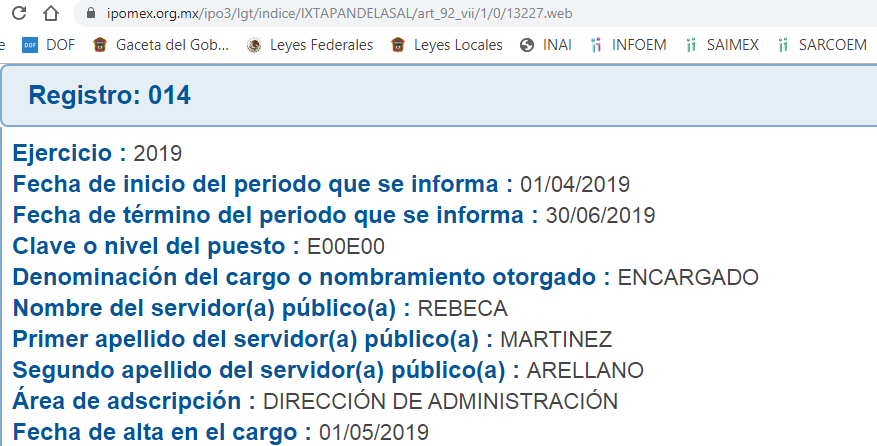 ipomex.org.mx/ipo3/lgt/indice/IXTAPANDELASAL/art_92_vii/1/0/13227.web
e DOF DOF Gaceta del Gob... Leyes Federales Leyes Locales INAI INFOEM SAIMEX SARCOEM
Registro: 014
Ejercicio : 2019
Fecha de inicio del periodo que se informa : 01/04/2019
Fecha de término del periodo que se informa : 30/06/2019
Clave o nivel del puesto : E00E00
Denominación del cargo o nombramiento otorgado : ENCARGADO
Nombre del servidor(a) público(a) : REBECA
Primer apellido del servidor(a) público(a) : MARTINEZ
Segundo apellido del servidor(a) público(a) : ARELLANO
Área de adscripción : DIRECCIÓN DE ADMINISTRACIÓN
Fecha de alta en el cargo : 01/05/2019